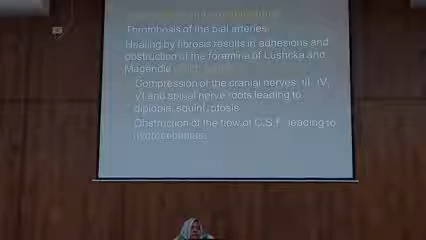 Thrombosis of the pial arteries
Healing by fibrosis results in adhesions and
obstruction of the foramina of Lushcka and
Magendie
Compression of the cranial nerves, III, IV,
VI and spinal nerve roots leading to
diplopia, squint, ptosis
Obstruction of the flow of C.S.F. leading to
hydrocephalus